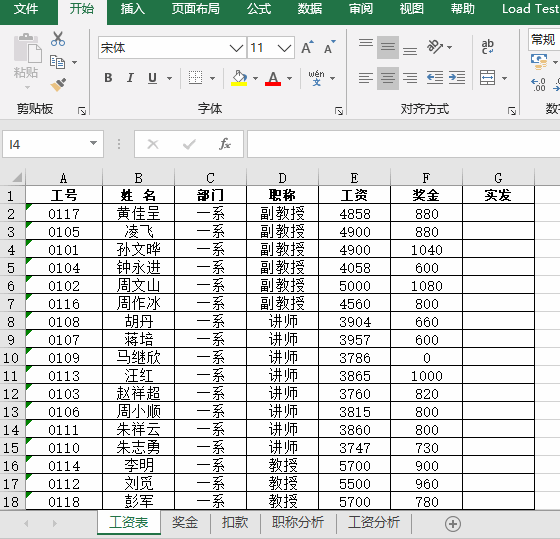 文件 开始 插入 页面布局 公式 数据 审阅 视图 帮助 Load Test
宋体 11 A A ab c 常规
粘贴 B I U A wén 文 .0 .00
剪贴板 字体 对齐方式 数字
I4 fx
A B C D E F G
1 工号 姓 名 部门 职称 工资 奖金 实发
2 0117 黄佳呈 一系 副教授 4858 880
3 0105 凌飞 一系 副教授 4900 880
4 0101 孙文晔 一系 副教授 4900 1040
5 0104 钟永进 一系 副教授 4058 600
6 0102 周文山 一系 副教授 5000 1080
7 0116 周作冰 一系 副教授 4560 800
8 0108 胡丹 一系 讲师 3904 660
9 0107 蒋培 一系 讲师 3957 600
10 0109 马继欣 一系 讲师 3786 0
11 0113 汪红 一系 讲师 3865 1000
12 0103 赵祥超 一系 讲师 3760 820
13 0106 周小顺 一系 讲师 3815 800
14 0111 朱祥云 一系 讲师 3860 800
15 0110 朱志勇 一系 讲师 3747 730
16 0114 李明 一系 教授 5700 900
17 0112 刘觅 一系 教授 5500 960
18 0118 彭军 一系 教授 5700 780
工资表 奖金 扣款 职称分析 工资分析